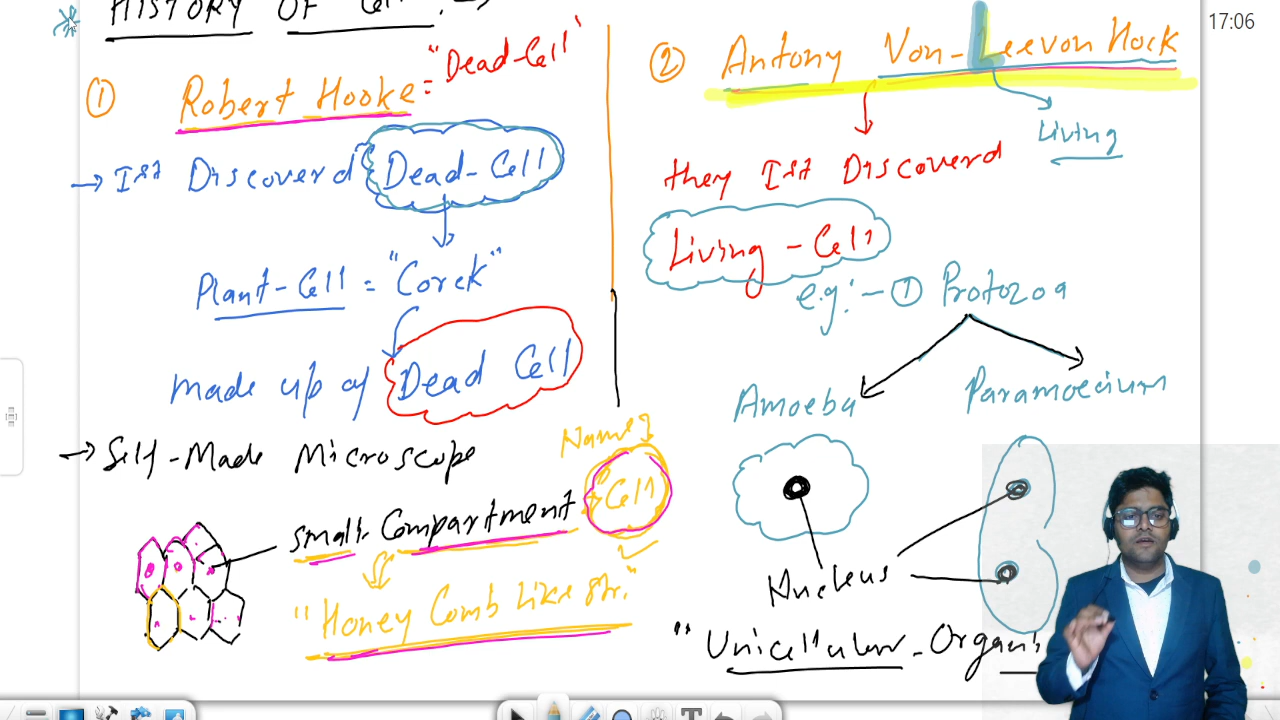 HISTORY OF Cell :→
17:06
① Robert Hooke = "Dead-Cell"
→ Ist Discoverd Dead-Cell
Plant-Cell = "Corek"
made up of Dead Cell
→ Self-Made Microscope
Name
small Compartment → "Cell"
"Honey Comb Like str."
② Antony Von-Leevon Hock
Living
they Ist Discoverd
Living-Cell
e.g:- ① Protozoa
Amoeba
Paramoecium
Nucleus
"Unicellular-Organis